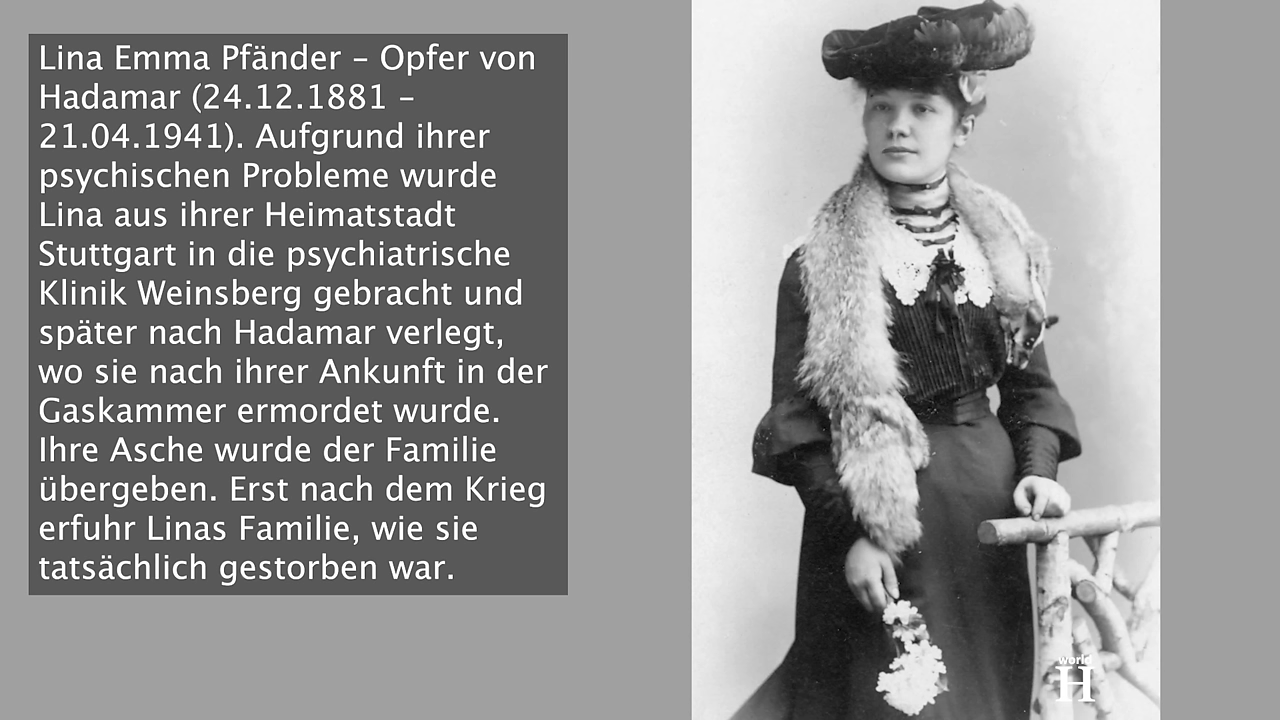 Lina Emma Pfänder – Opfer von
Hadamar (24.12.1881 –
21.04.1941). Aufgrund ihrer
psychischen Probleme wurde
Lina aus ihrer Heimatstadt
Stuttgart in die psychiatrische
Klinik Weinsberg gebracht und
später nach Hadamar verlegt,
wo sie nach ihrer Ankunft in der
Gaskammer ermordet wurde.
Ihre Asche wurde der Familie
übergeben. Erst nach dem Krieg
erfuhr Linas Familie, wie sie
tatsächlich gestorben war.
world
H